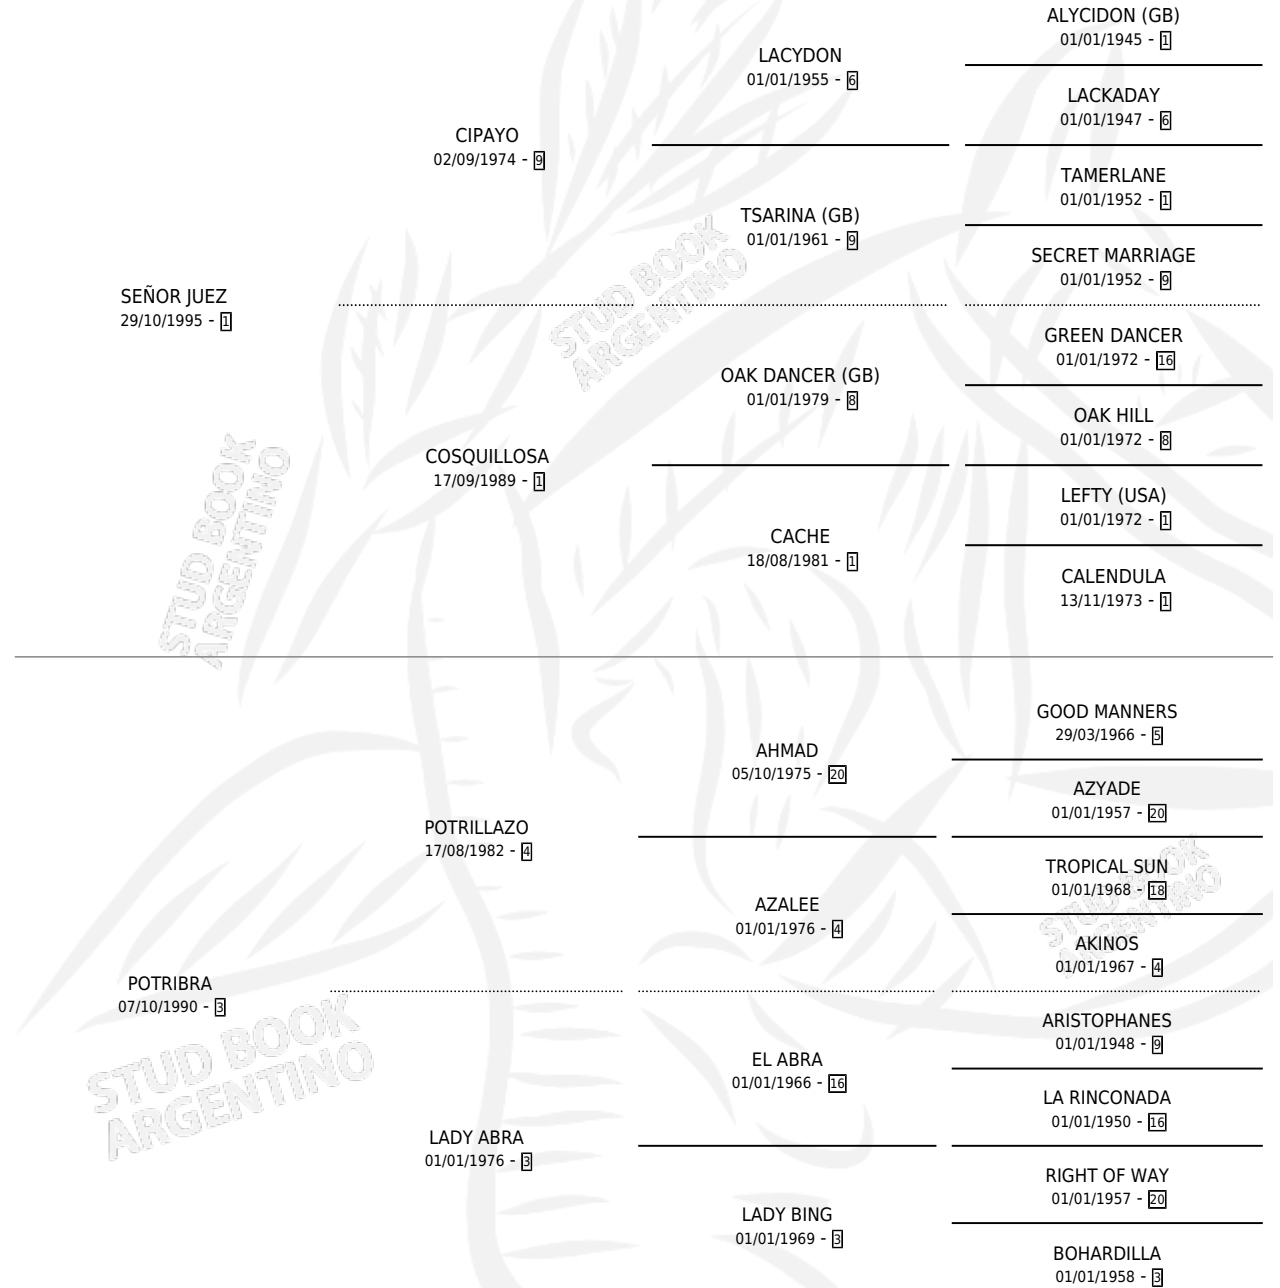 ALYCIDON (GB)
01/01/1945 - 1
LACYDON
01/01/1955 - 6
LACKADAY
01/01/1947 - 6
CIPAYO
02/09/1974 - 9
TAMERLANE
01/01/1952 - 1
TSARINA (GB)
01/01/1961 - 9
SECRET MARRIAGE
01/01/1952 - 9
SEÑOR JUEZ
29/10/1995 - 1
GREEN DANCER
01/01/1972 - 16
OAK DANCER (GB)
01/01/1979 - 8
OAK HILL
01/01/1972 - 8
COSQUILLOSA
17/09/1989 - 1
LEFTY (USA)
01/01/1972 - 1
CACHE
18/08/1981 - 1
CALENDULA
13/11/1973 - 1
STUD BOOK
ARGENTINO
STUD BOOK
ARGENTINO
GOOD MANNERS
29/03/1966 - 5
AHMAD
05/10/1975 - 20
AZYADE
01/01/1957 - 20
POTRILLAZO
17/08/1982 - 4
TROPICAL SUN
01/01/1968 - 18
AZALEE
01/01/1976 - 4
AKINOS
01/01/1967 - 4
POTRIBRA
07/10/1990 - 3
ARISTOPHANES
01/01/1948 - 9
EL ABRA
01/01/1966 - 16
LA RINCONADA
01/01/1950 - 16
LADY ABRA
01/01/1976 - 3
RIGHT OF WAY
01/01/1957 - 20
LADY BING
01/01/1969 - 3
BOHARDILLA
01/01/1958 - 3
STUD BOOK
ARGENTINO
STUD BOOK
ARGENTINO